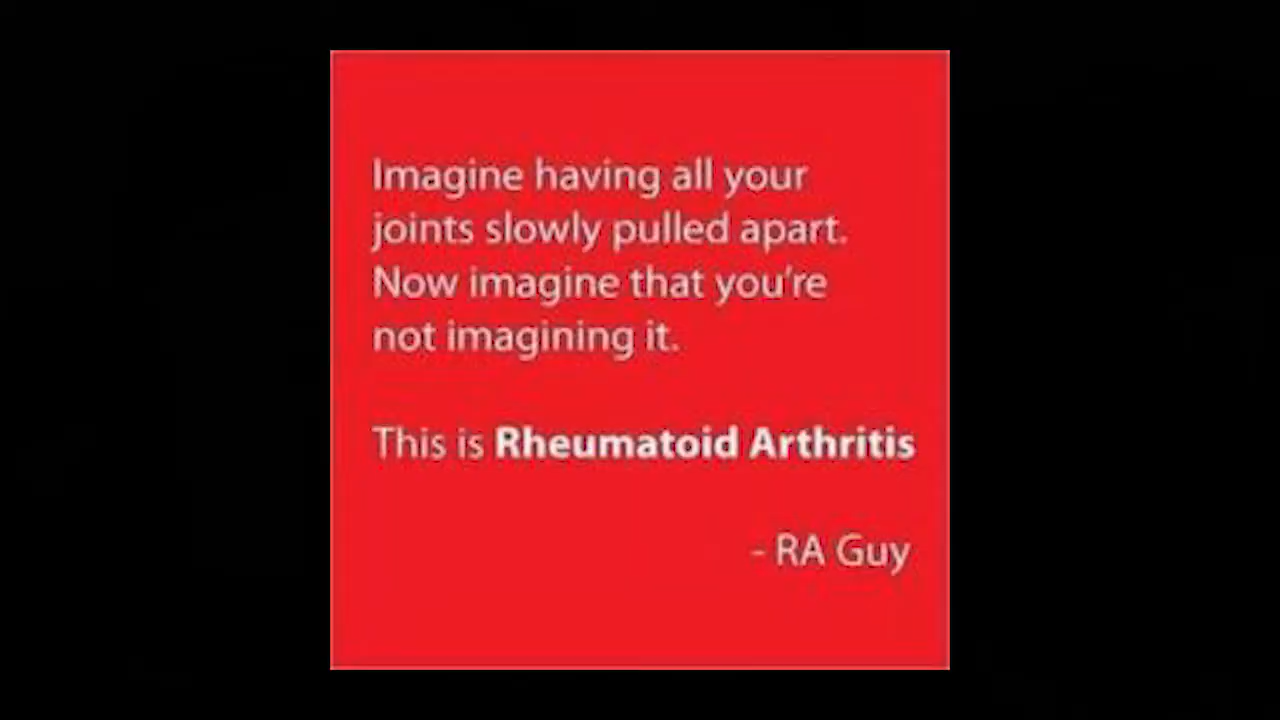 Imagine having all your
joints slowly pulled apart.
Now imagine that you’re
not imagining it.
This is Rheumatoid Arthritis
- RA Guy